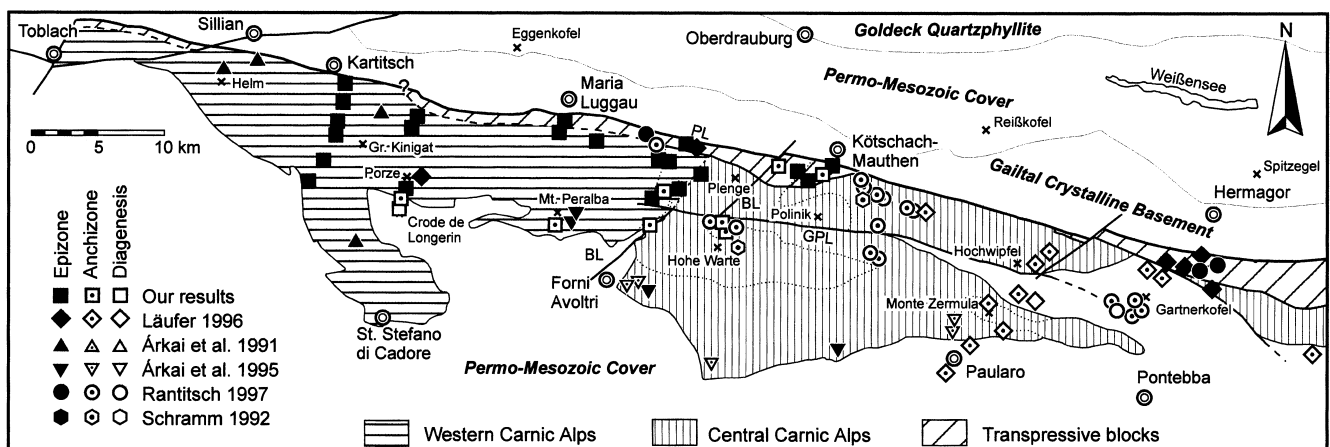 Toblach
Sillian
Helm
Kartitsch
Eggenkofel
Maria
Luggau
Oberdrauburg
Goldeck Quartzphyllite
Permo-Mesozoic Cover
Weißensee
N
Reißkofel
Spitzegel
Hermagor
Gailtal Crystalline Basement
Kötschach-
Mauthen
?
PL
Gr.-Kinigat
0 5 10 km
Porze
Crode de
Longerin
Mt.-Peralba
BL
Plenge
BL
Polinik
GPL
Hohe Warte
Hochwipfel
Gartnerkofel
Forni
Avoltri
Monte Zermula
Paularo
Pontebba
St. Stefano
di Cadore
Permo-Mesozoic Cover
Epizone
Anchizone
Diagenesis
Our results
Läufer 1996
Árkai et al. 1991
Árkai et al. 1995
Rantitsch 1997
Schramm 1992
Western Carnic Alps
Central Carnic Alps
Transpressive blocks